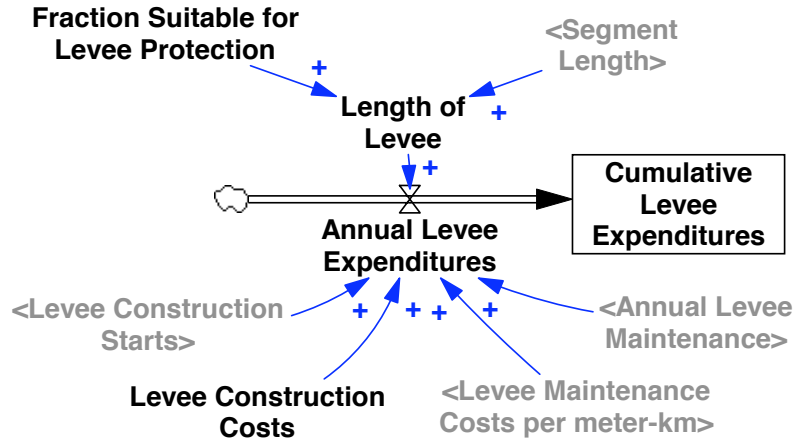 Fraction Suitable for
Levee Protection
<Segment
Length>
+
+
Length of
Levee
+
Cumulative
Levee
Expenditures
Annual Levee
Expenditures
<Levee Construction
Starts>
+
+
+
+
<Annual Levee
Maintenance>
Levee Construction
Costs
<Levee Maintenance
Costs per meter-km>